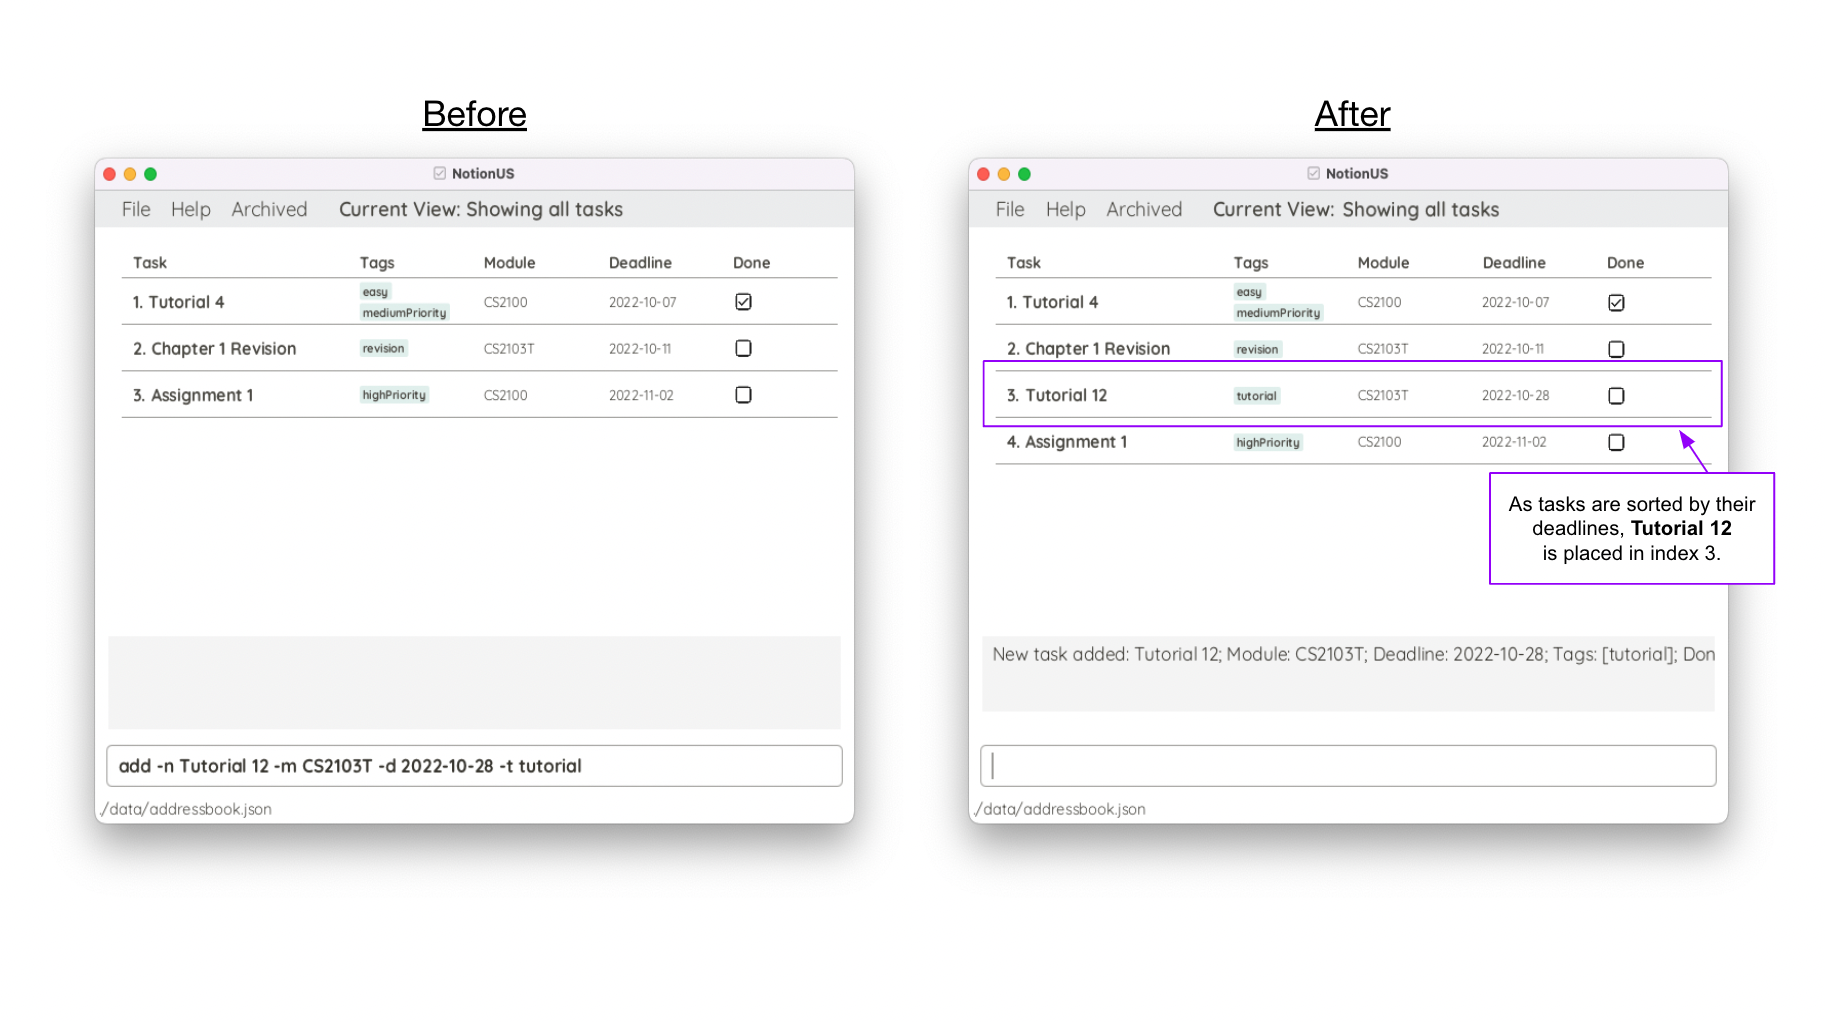 Before
NotionUS
File Help Archived Current View: Showing all tasks
Task Tags Module Deadline Done
1. Tutorial 4 easy mediumPriority CS2100 2022-10-07
2. Chapter 1 Revision revision CS2103T 2022-10-11
3. Assignment 1 highPriority CS2100 2022-11-02
add -n Tutorial 12 -m CS2103T -d 2022-10-28 -t tutorial
./data/addressbook.json
After
NotionUS
File Help Archived Current View: Showing all tasks
Task Tags Module Deadline Done
1. Tutorial 4 easy mediumPriority CS2100 2022-10-07
2. Chapter 1 Revision revision CS2103T 2022-10-11
3. Tutorial 12 tutorial CS2103T 2022-10-28
4. Assignment 1 highPriority CS2100 2022-11-02
As tasks are sorted by their
deadlines, Tutorial 12
is placed in index 3.
New task added: Tutorial 12; Module: CS2103T; Deadline: 2022-10-28; Tags: [tutorial]; Don
./data/addressbook.json